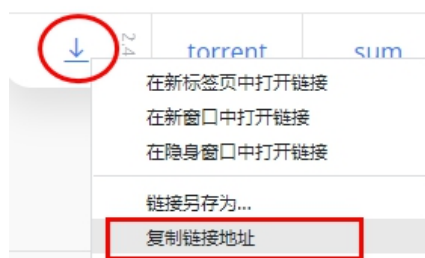 2.4
torrent
sum
在新标签页中打开链接
在新窗口中打开链接
在隐身窗口中打开链接
链接另存为...
复制链接地址